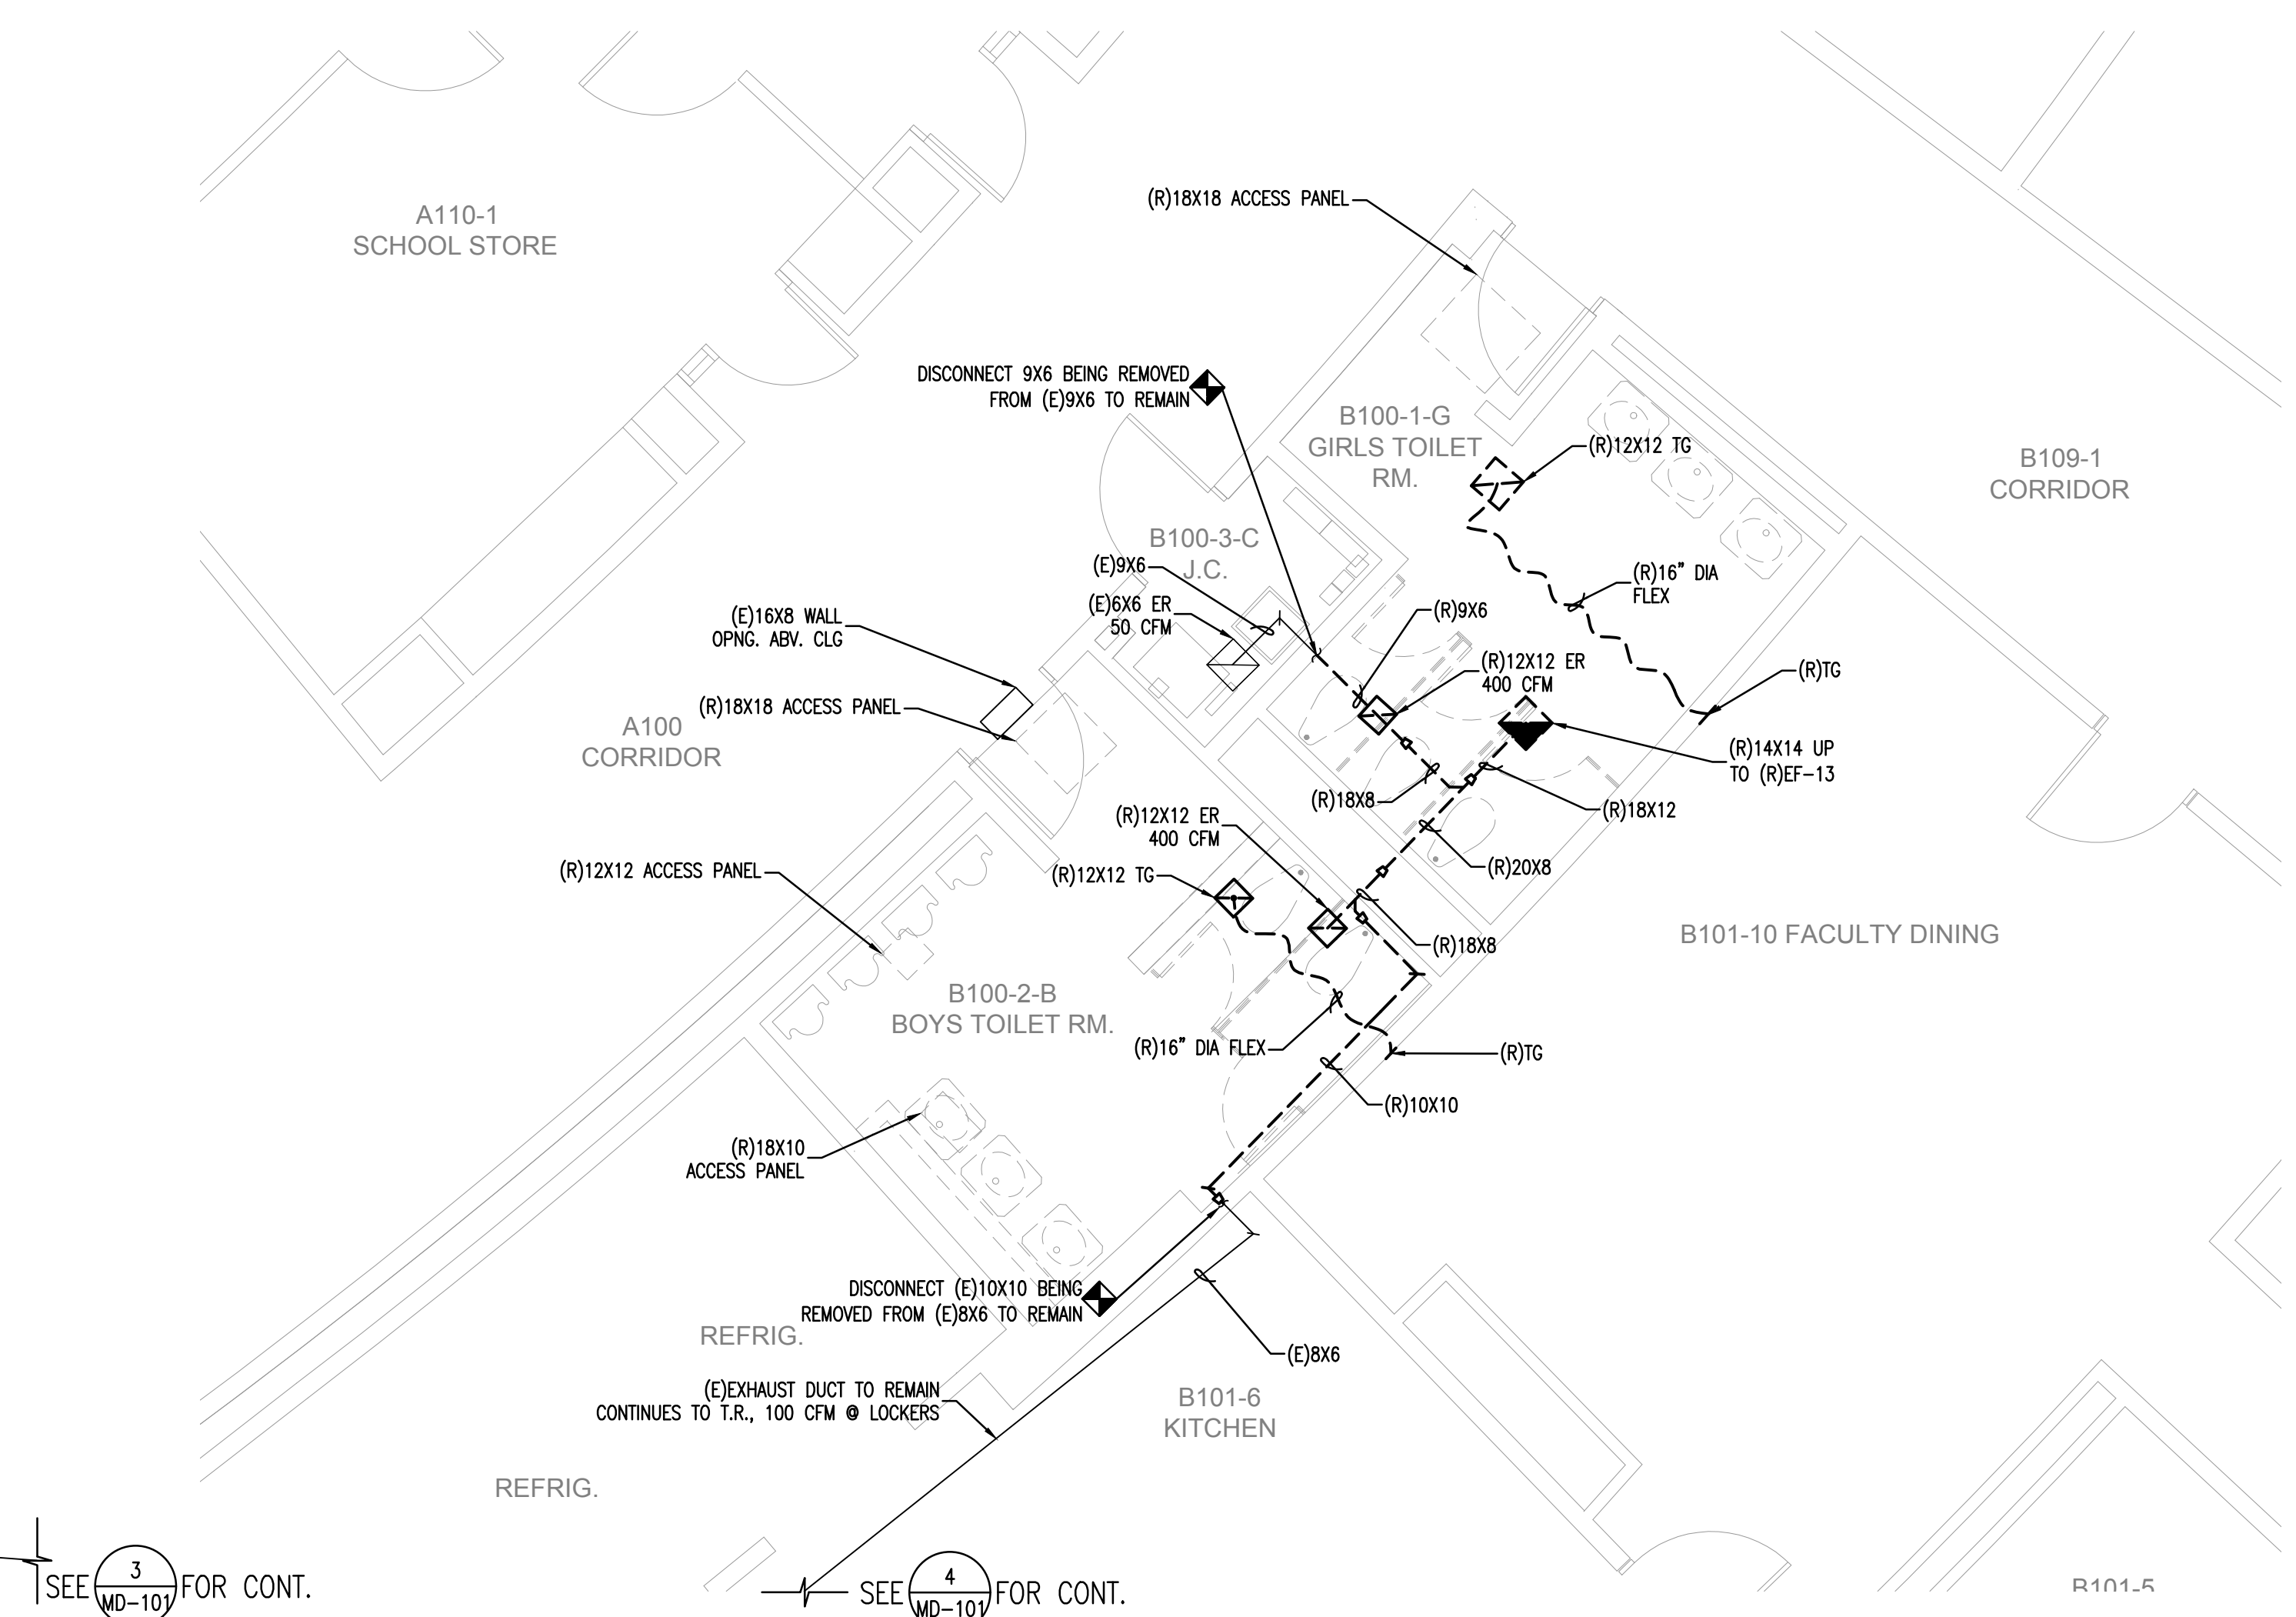 A110-1
SCHOOL STORE
(R)18X18 ACCESS PANEL
DISCONNECT 9X6 BEING REMOVED
FROM (E)9X6 TO REMAIN
B100-1-G
GIRLS TOILET
RM.
(R)12X12 TG
B109-1
CORRIDOR
B100-3-C
J.C.
(E)9X6
(E)6X6 ER
50 CFM
(R)16" DIA
FLEX
(R)9X6
(E)16X8 WALL
OPNG. ABV. CLG
(R)12X12 ER
400 CFM
(R)TG
(R)18X18 ACCESS PANEL
A100
CORRIDOR
(R)14X14 UP
TO (R)EF-13
(R)18X8
(R)18X12
(R)12X12 ER
400 CFM
(R)12X12 ACCESS PANEL
(R)12X12 TG
(R)20X8
(R)18X8
B101-10 FACULTY DINING
B100-2-B
BOYS TOILET RM.
(R)16" DIA FLEX
(R)TG
(R)10X10
(R)18X10
ACCESS PANEL
DISCONNECT (E)10X10 BEING
REMOVED FROM (E)8X6 TO REMAIN
REFRIG.
(E)8X6
(E)EXHAUST DUCT TO REMAIN
CONTINUES TO T.R., 100 CFM @ LOCKERS
B101-6
KITCHEN
REFRIG.
SEE 3 FOR CONT.
MD-101
SEE 4 FOR CONT.
MD-101
B101-5